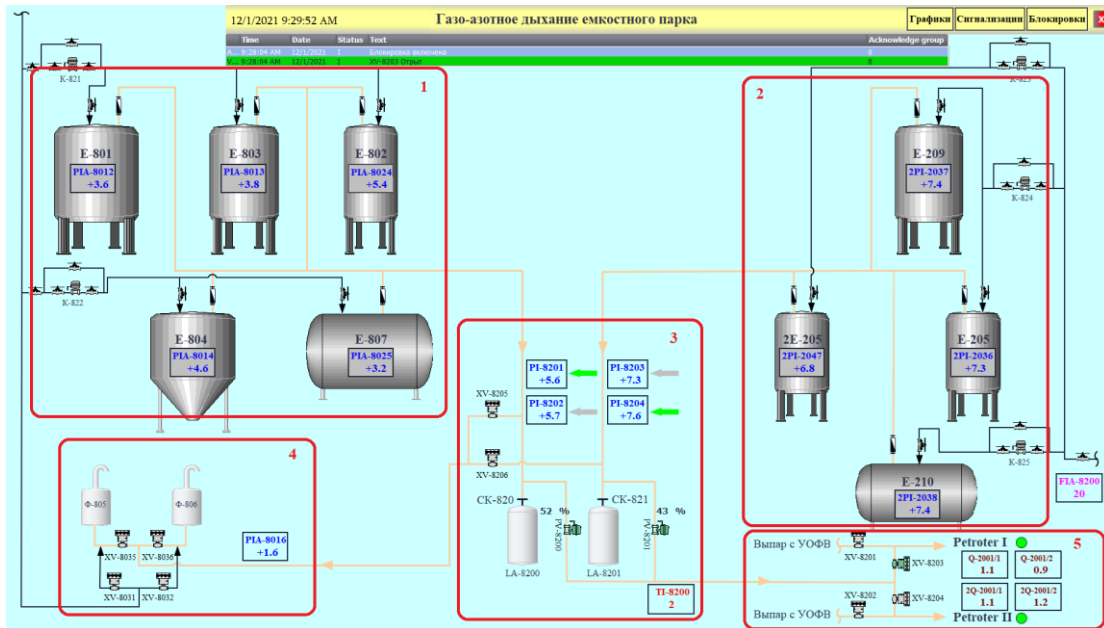 12/1/2021 9:29:52 AM
Газо-азотное дыхание емкостного парка
Графики Сигнализации Блокировки X
Time Date Status Text Acknowledge group
A... 9:28:04 AM 12/1/2021 1 Блокировка включена 0
V... 9:28:04 AM 12/1/2021 1 XV-8203 Отрыт 0
К-821
К-823
1
2
E-801
PIA-8012
+3.6
E-803
PIA-8013
+3.8
E-802
PIA-8024
+5.4
E-209
2PI-2037
+7.4
К-824
К-822
E-804
PIA-8014
+4.6
E-807
PIA-8025
+3.2
2E-205
2PI-2047
+6.8
E-205
2PI-2036
+7.3
3
PI-8201
+5.6
PI-8203
+7.3
PI-8202
+5.7
PI-8204
+7.6
XV-8205
XV-8206
СК-820
52 %
PV-8200
LA-8200
СК-821
43 %
PV-8201
LA-8201
TI-8200
2
К-825
E-210
2PI-2038
+7.4
FIA-8200
20
4
Ф-805
Ф-806
XV-8035
XV-8036
XV-8031
XV-8032
PIA-8016
+1.6
5
Выпар с УОФВ
XV-8201
Petroter I
XV-8203
Q-2001/1
1.1
Q-2001/2
0.9
XV-8202
XV-8204
2Q-2001/1
1.1
2Q-2001/2
1.2
Выпар с УОФВ
Petroter II